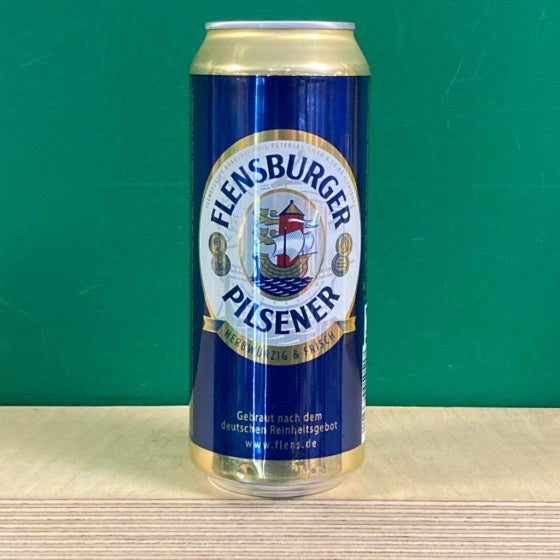 FLENSBURGER
PILSENER
HERBWÜRZIG & FRISCH
Gebraut nach dem
deutschen Reinheitsgebot
www.flens.de